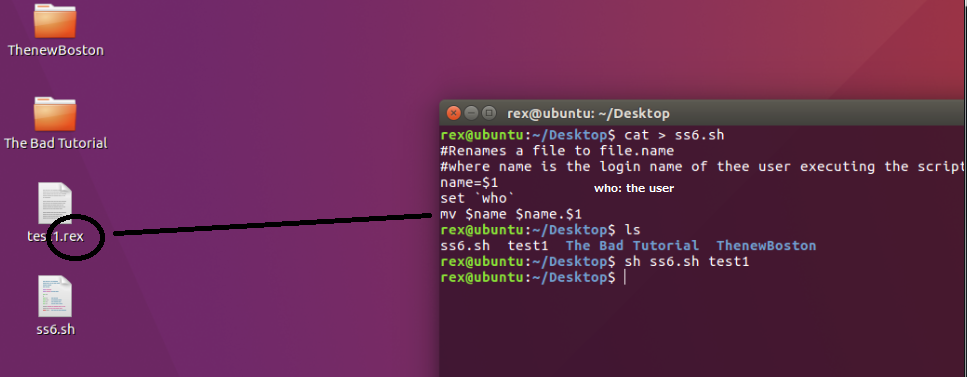 ThenewBoston
The Bad Tutorial
test1.rex
ss6.sh
rex@ubuntu: ~/Desktop
rex@ubuntu:~/Desktop$ cat > ss6.sh
#Renames a file to file.name
#where name is the login name of thee user executing the script
name=$1
who: the user
set `who`
mv $name $name.$1
rex@ubuntu:~/Desktop$ ls
ss6.sh  test1  The Bad Tutorial  ThenewBoston
rex@ubuntu:~/Desktop$ sh ss6.sh test1
rex@ubuntu:~/Desktop$